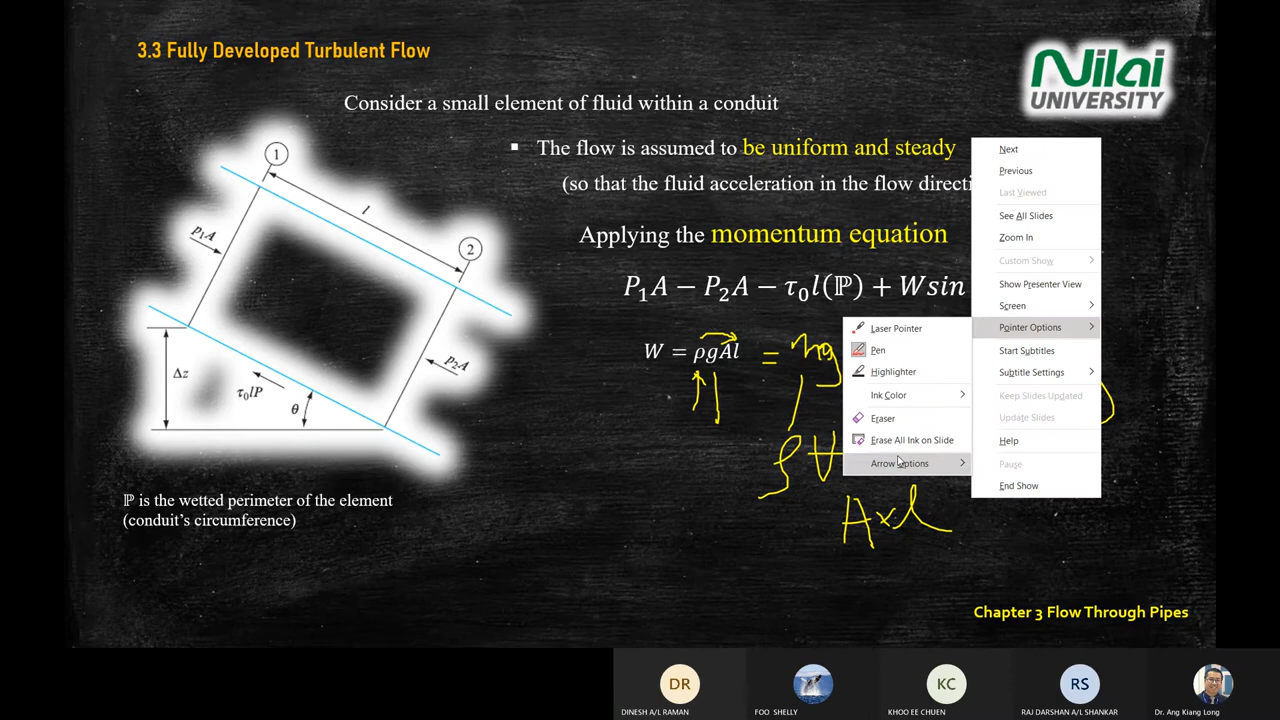 3.3 Fully Developed Turbulent Flow
Nilai
UNIVERSITY
Consider a small element of fluid within a conduit
▪ The flow is assumed to be uniform and steady
(so that the fluid acceleration in the flow directi
Applying the momentum equation
P₁A − P₂A − τ₀l(ℙ) + Wsin
W = ρgAl = mg
ρV
A×l
1
l
2
p₁A
p₂A
Δz
τ₀lP
θ
ℙ is the wetted perimeter of the element
(conduit's circumference)
Next
Previous
Last Viewed
See All Slides
Zoom In
Custom Show
Show Presenter View
Screen
Pointer Options
Start Subtitles
Subtitle Settings
Keep Slides Updated
Update Slides
Help
Pause
End Show
Laser Pointer
Pen
Highlighter
Ink Color
Eraser
Erase All Ink on Slide
Arrow Options
Chapter 3 Flow Through Pipes
DR
KC
RS
DINESH A/L RAMAN
FOO SHELLY
KHOO EE CHUEN
RAJ DARSHAN A/L SHANKAR
Dr. Ang Kiang Long